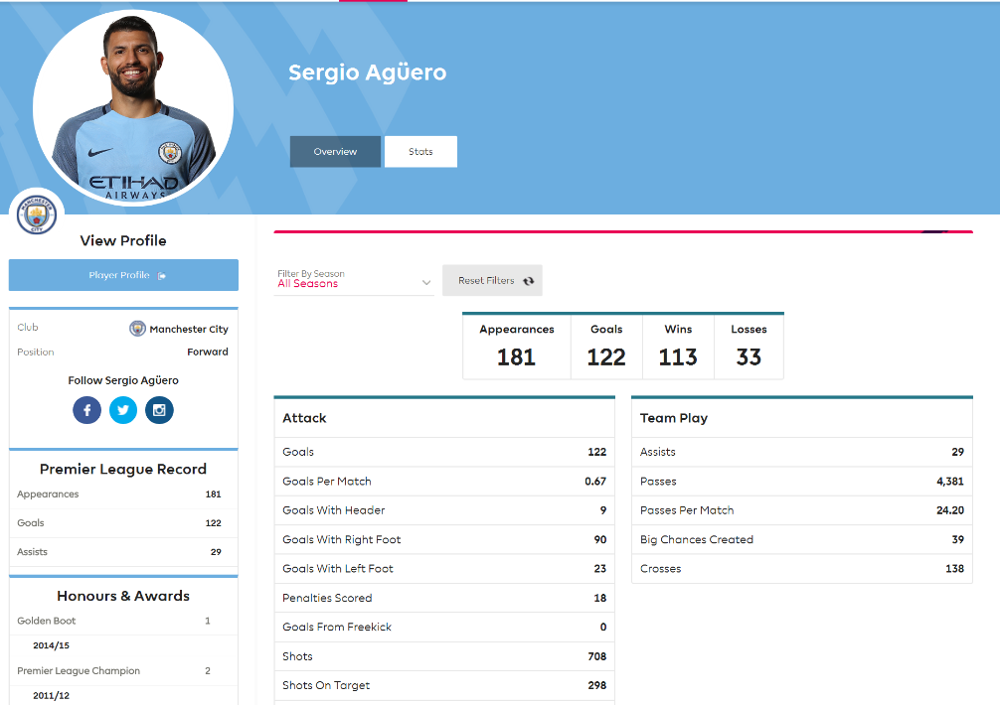 Sergio Agüero
Overview
Stats
ETIHAD
AIRWAYS
MANCHESTER
CITY
View Profile
Player Profile
Club Manchester City
Position Forward
Follow Sergio Agüero
Premier League Record
Appearances 181
Goals 122
Assists 29
Honours & Awards
Golden Boot 1
2014/15
Premier League Champion 2
2011/12
Filter By Season
All Seasons
Reset Filters
Appearances Goals Wins Losses
181 122 113 33
Attack
Goals 122
Goals Per Match 0.67
Goals With Header 9
Goals With Right Foot 90
Goals With Left Foot 23
Penalties Scored 18
Goals From Freekick 0
Shots 708
Shots On Target 298
Team Play
Assists 29
Passes 4,381
Passes Per Match 24.20
Big Chances Created 39
Crosses 138